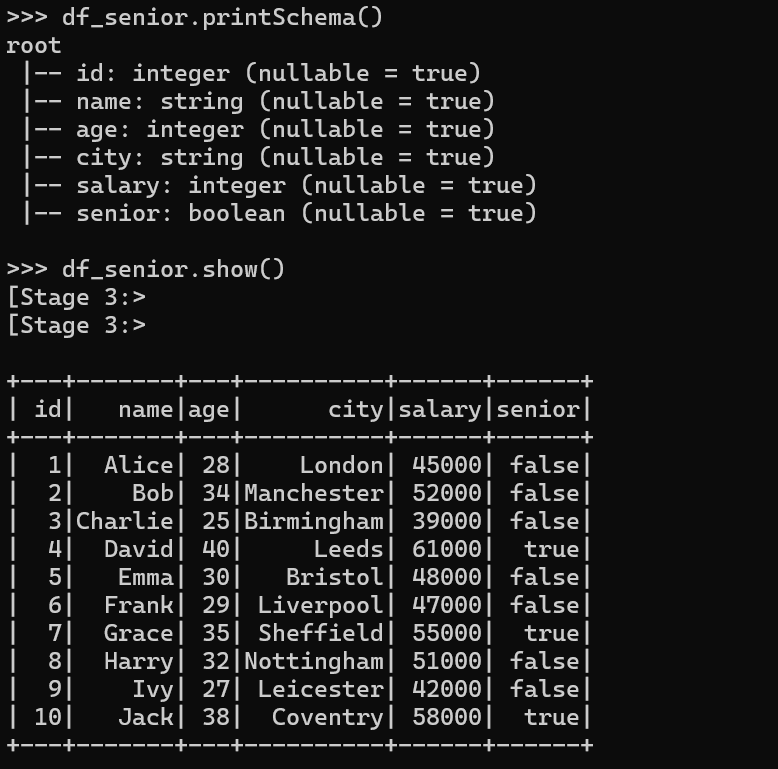 >>> df_senior.printSchema()
root
 |-- id: integer (nullable = true)
 |-- name: string (nullable = true)
 |-- age: integer (nullable = true)
 |-- city: string (nullable = true)
 |-- salary: integer (nullable = true)
 |-- senior: boolean (nullable = true)

>>> df_senior.show()
[Stage 3:>
[Stage 3:>

+---+-------+---+----------+------+------+
| id|   name|age|      city|salary|senior|
+---+-------+---+----------+------+------+
|  1|  Alice| 28|    London| 45000| false|
|  2|    Bob| 34|Manchester| 52000| false|
|  3|Charlie| 25|Birmingham| 39000| false|
|  4|  David| 40|     Leeds| 61000|  true|
|  5|   Emma| 30|   Bristol| 48000| false|
|  6|  Frank| 29| Liverpool| 47000| false|
|  7|  Grace| 35| Sheffield| 55000|  true|
|  8|  Harry| 32|Nottingham| 51000| false|
|  9|    Ivy| 27| Leicester| 42000| false|
| 10|   Jack| 38|  Coventry| 58000|  true|
+---+-------+---+----------+------+------+